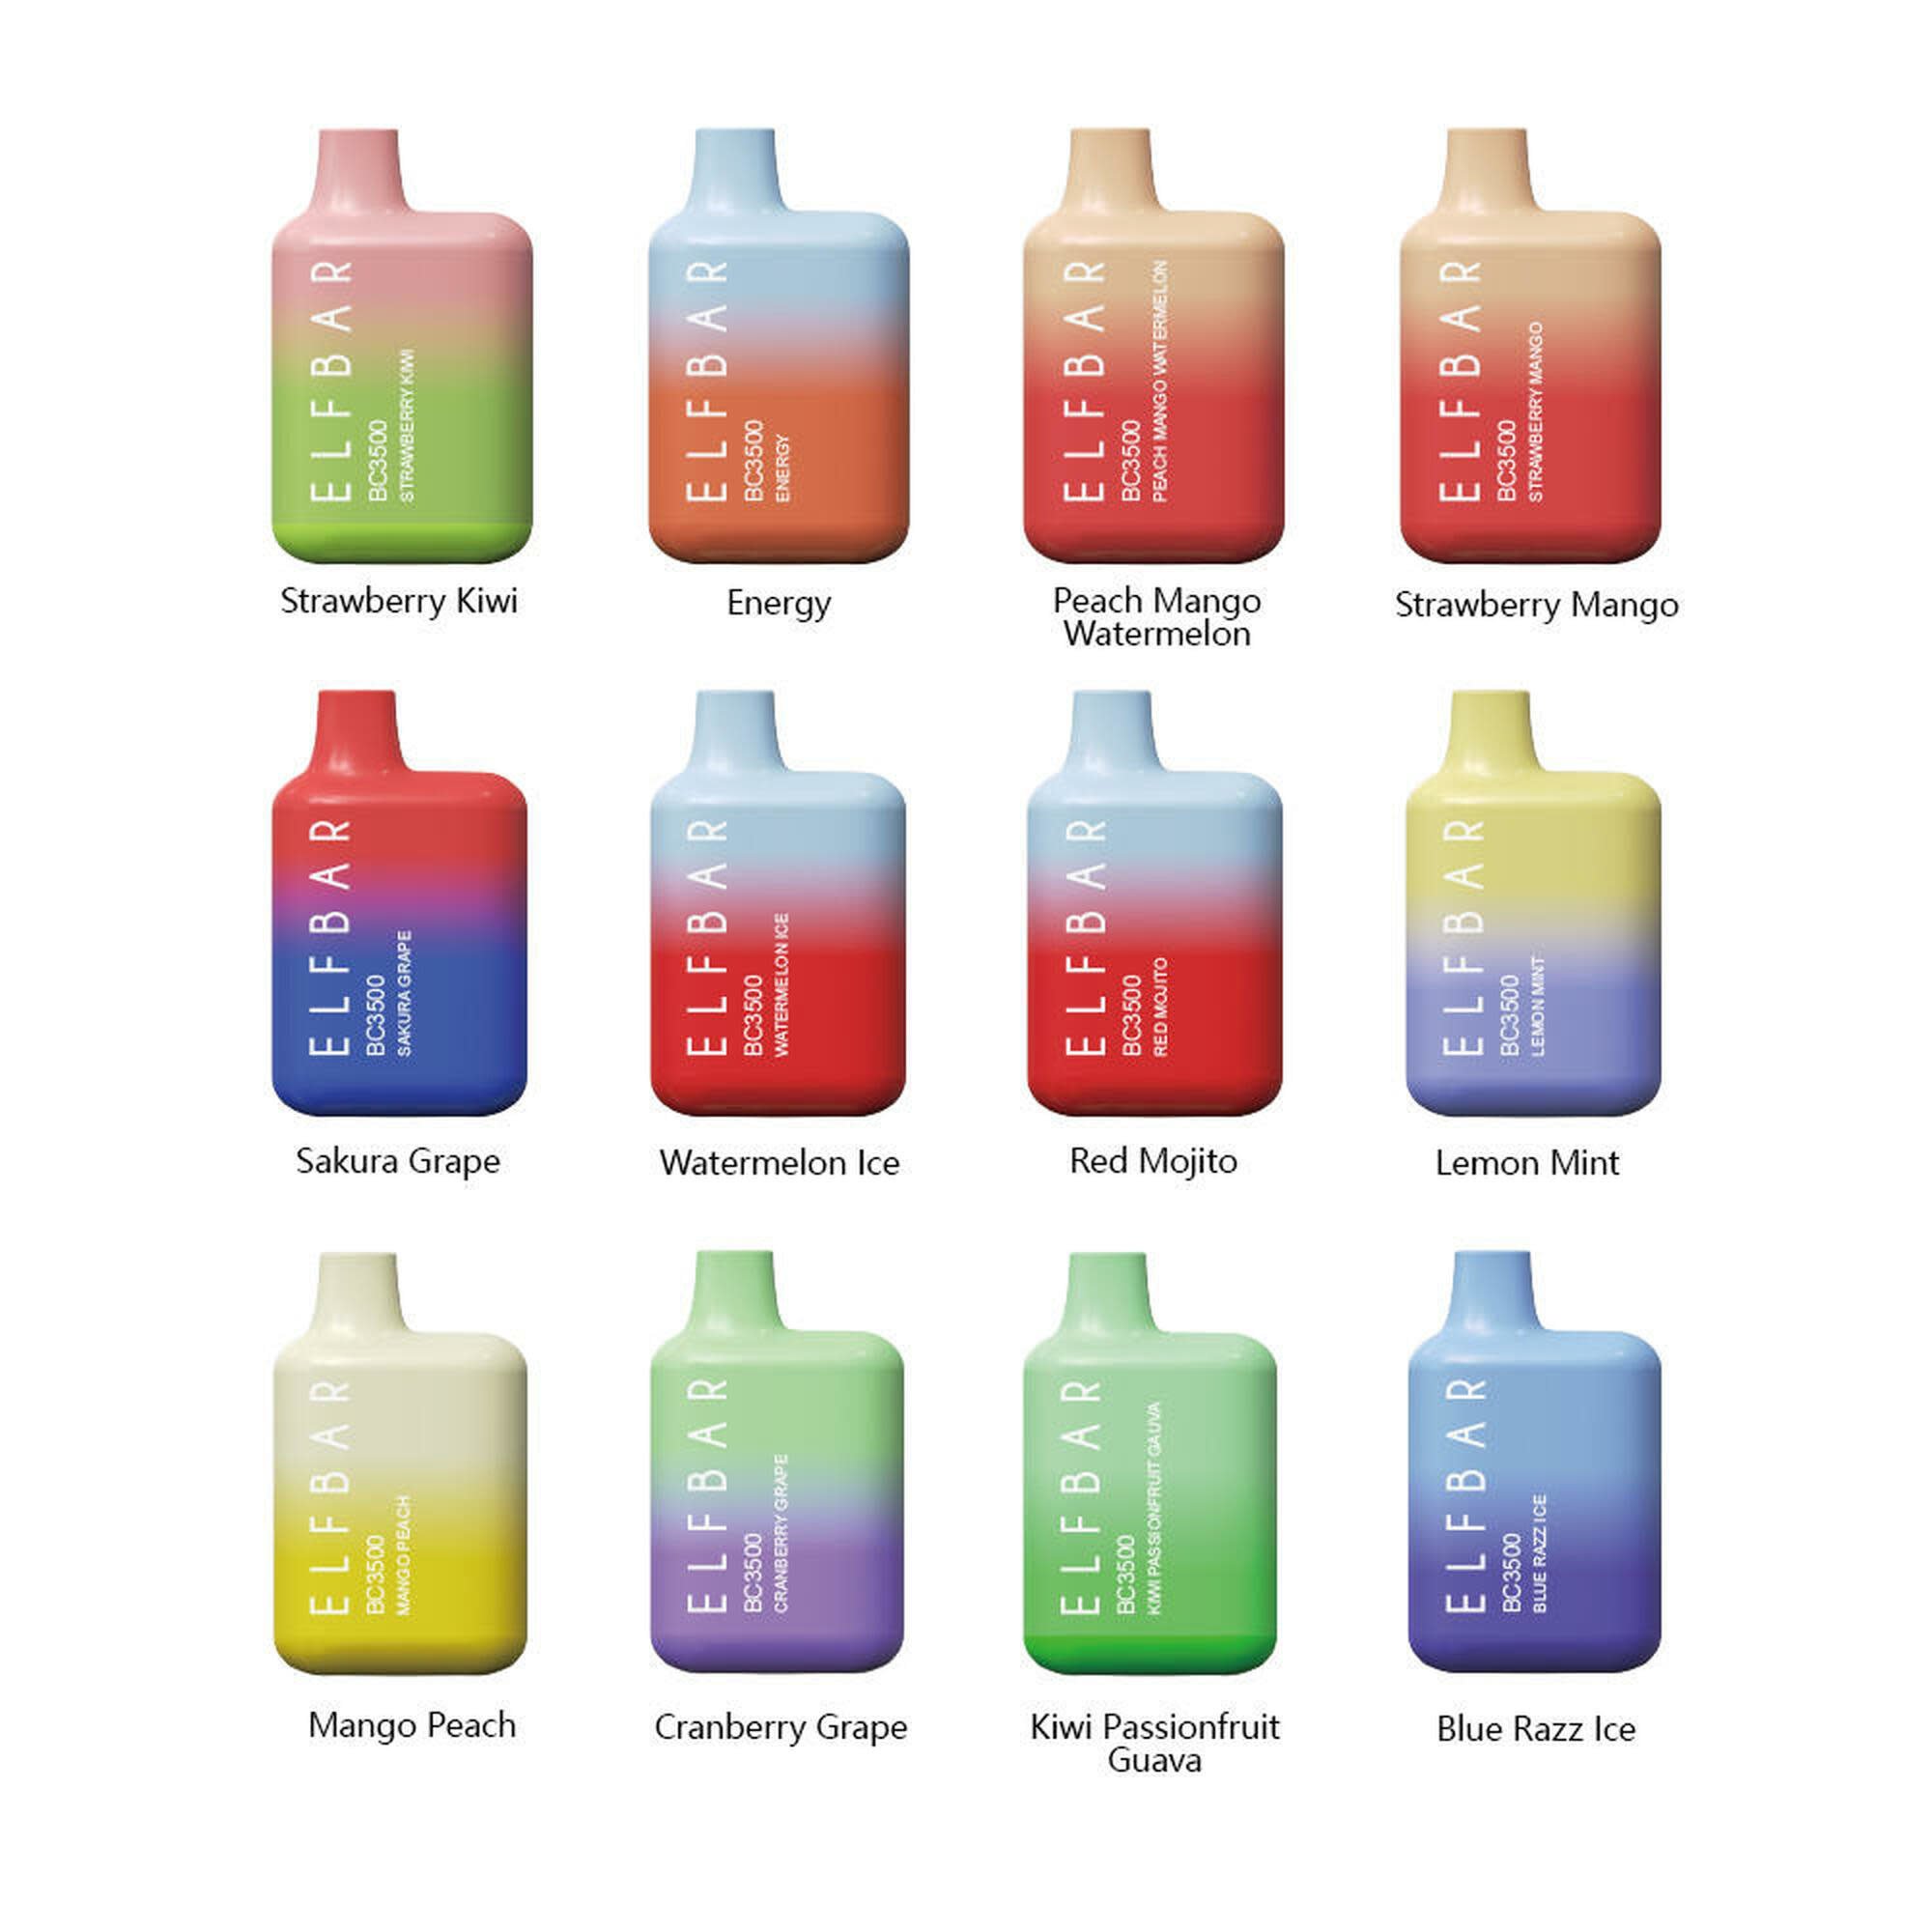 ELFBAR
BC3500
STRAWBERRY KIWI
Strawberry Kiwi
ELFBAR
BC3500
ENERGY
Energy
ELFBAR
BC3500
PEACH MANGO WATERMELON
Peach Mango
Watermelon
ELFBAR
BC3500
STRAWBERRY MANGO
Strawberry Mango
ELFBAR
BC3500
SAKURA GRAPE
Sakura Grape
ELFBAR
BC3500
WATERMELON ICE
Watermelon Ice
ELFBAR
BC3500
RED MOJITO
Red Mojito
ELFBAR
BC3500
LEMON MINT
Lemon Mint
ELFBAR
BC3500
MANGO PEACH
Mango Peach
ELFBAR
BC3500
CRANBERRY GRAPE
Cranberry Grape
ELFBAR
BC3500
KIWI PASSIONFRUIT GAUVA
Kiwi Passionfruit
Guava
ELFBAR
BC3500
BLUE RAZZ ICE
Blue Razz Ice